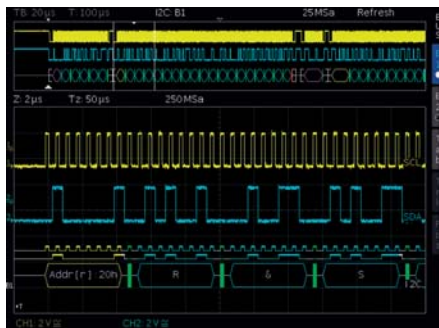 TB: 20µs T: 100µs I2C: B1 25MSa Refresh
Z: 2µs Tz: 50µs 250MSa
SCL
SDA
Addr[r]: 20h R & S
I2C
CH1: 2V CH2: 2V